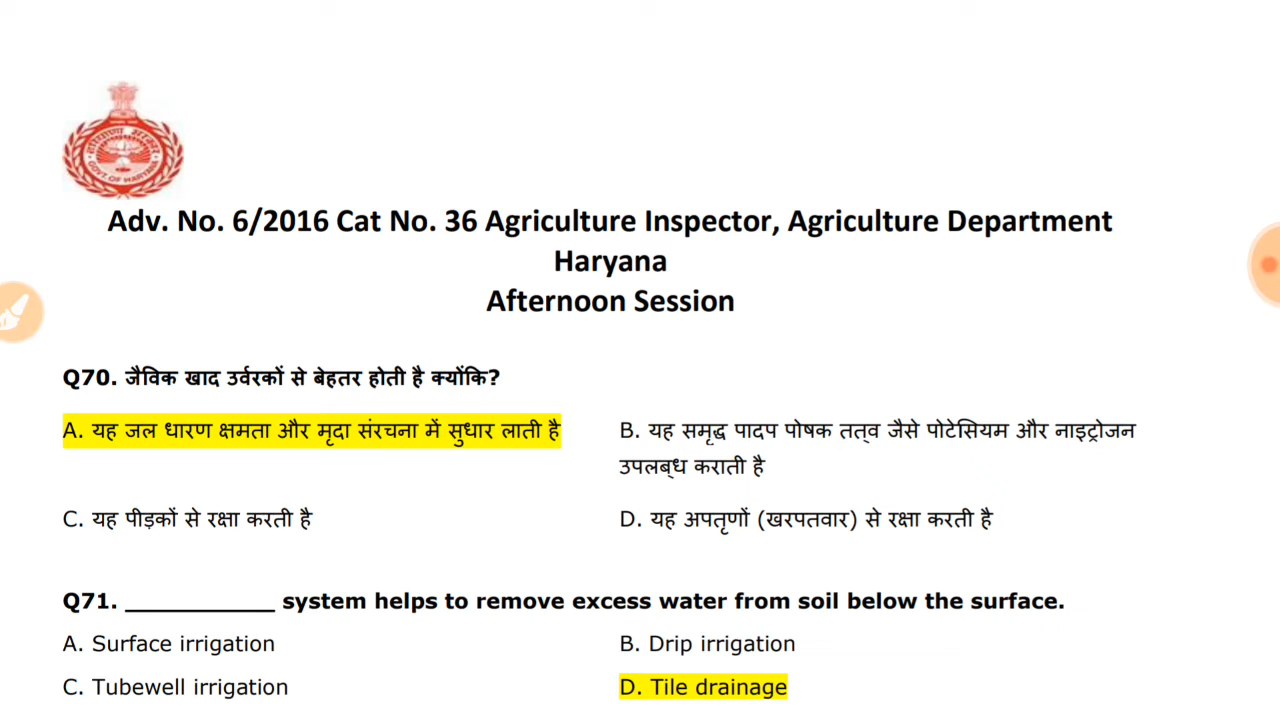 GOVT. OF HARYANA
Adv. No. 6/2016 Cat No. 36 Agriculture Inspector, Agriculture Department
Haryana
Afternoon Session
Q70. जैविक खाद उर्वरकों से बेहतर होती है क्योंकि?
A. यह जल धारण क्षमता और मृदा संरचना में सुधार लाती है
B. यह समृद्ध पादप पोषक तत्व जैसे पोटेसियम और नाइट्रोजन
उपलब्ध कराती है
C. यह पीड़कों से रक्षा करती है
D. यह अपतृणों (खरपतवार) से रक्षा करती है
Q71. ___________ system helps to remove excess water from soil below the surface.
A. Surface irrigation
B. Drip irrigation
C. Tubewell irrigation
D. Tile drainage